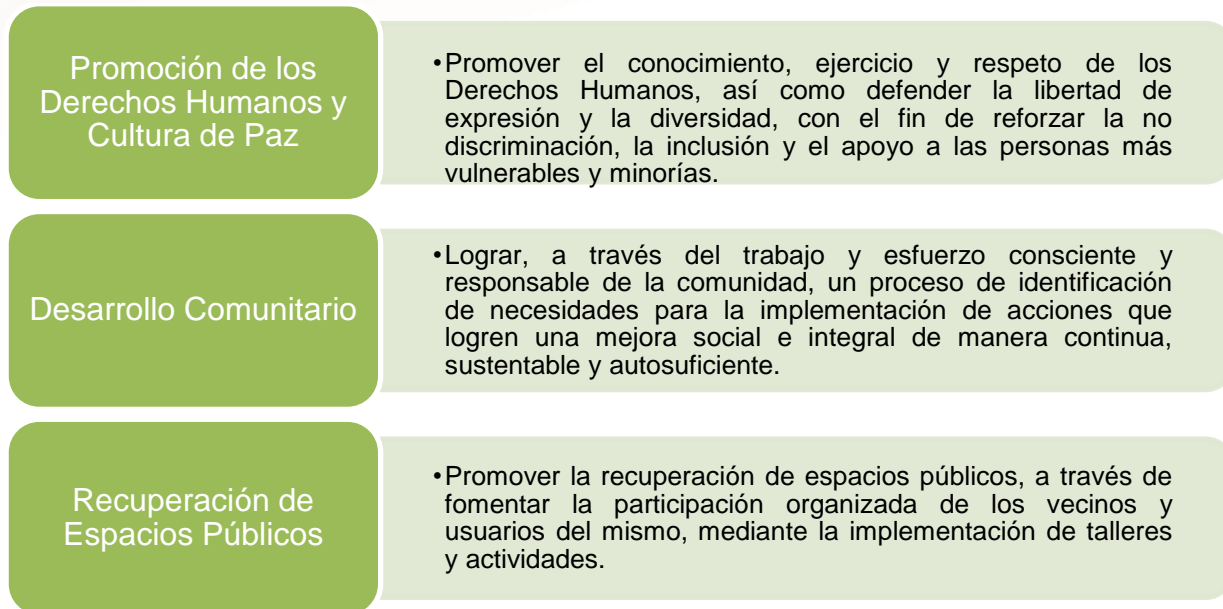 Promoción de los
Derechos Humanos y
Cultura de Paz
•Promover el conocimiento, ejercicio y respeto de los
Derechos Humanos, así como defender la libertad de
expresión y la diversidad, con el fin de reforzar la no
discriminación, la inclusión y el apoyo a las personas más
vulnerables y minorías.
Desarrollo Comunitario
•Lograr, a través del trabajo y esfuerzo consciente y
responsable de la comunidad, un proceso de identificación
de necesidades para la implementación de acciones que
logren una mejora social e integral de manera continua,
sustentable y autosuficiente.
Recuperación de
Espacios Públicos
•Promover la recuperación de espacios públicos, a través de
fomentar la participación organizada de los vecinos y
usuarios del mismo, mediante la implementación de talleres
y actividades.